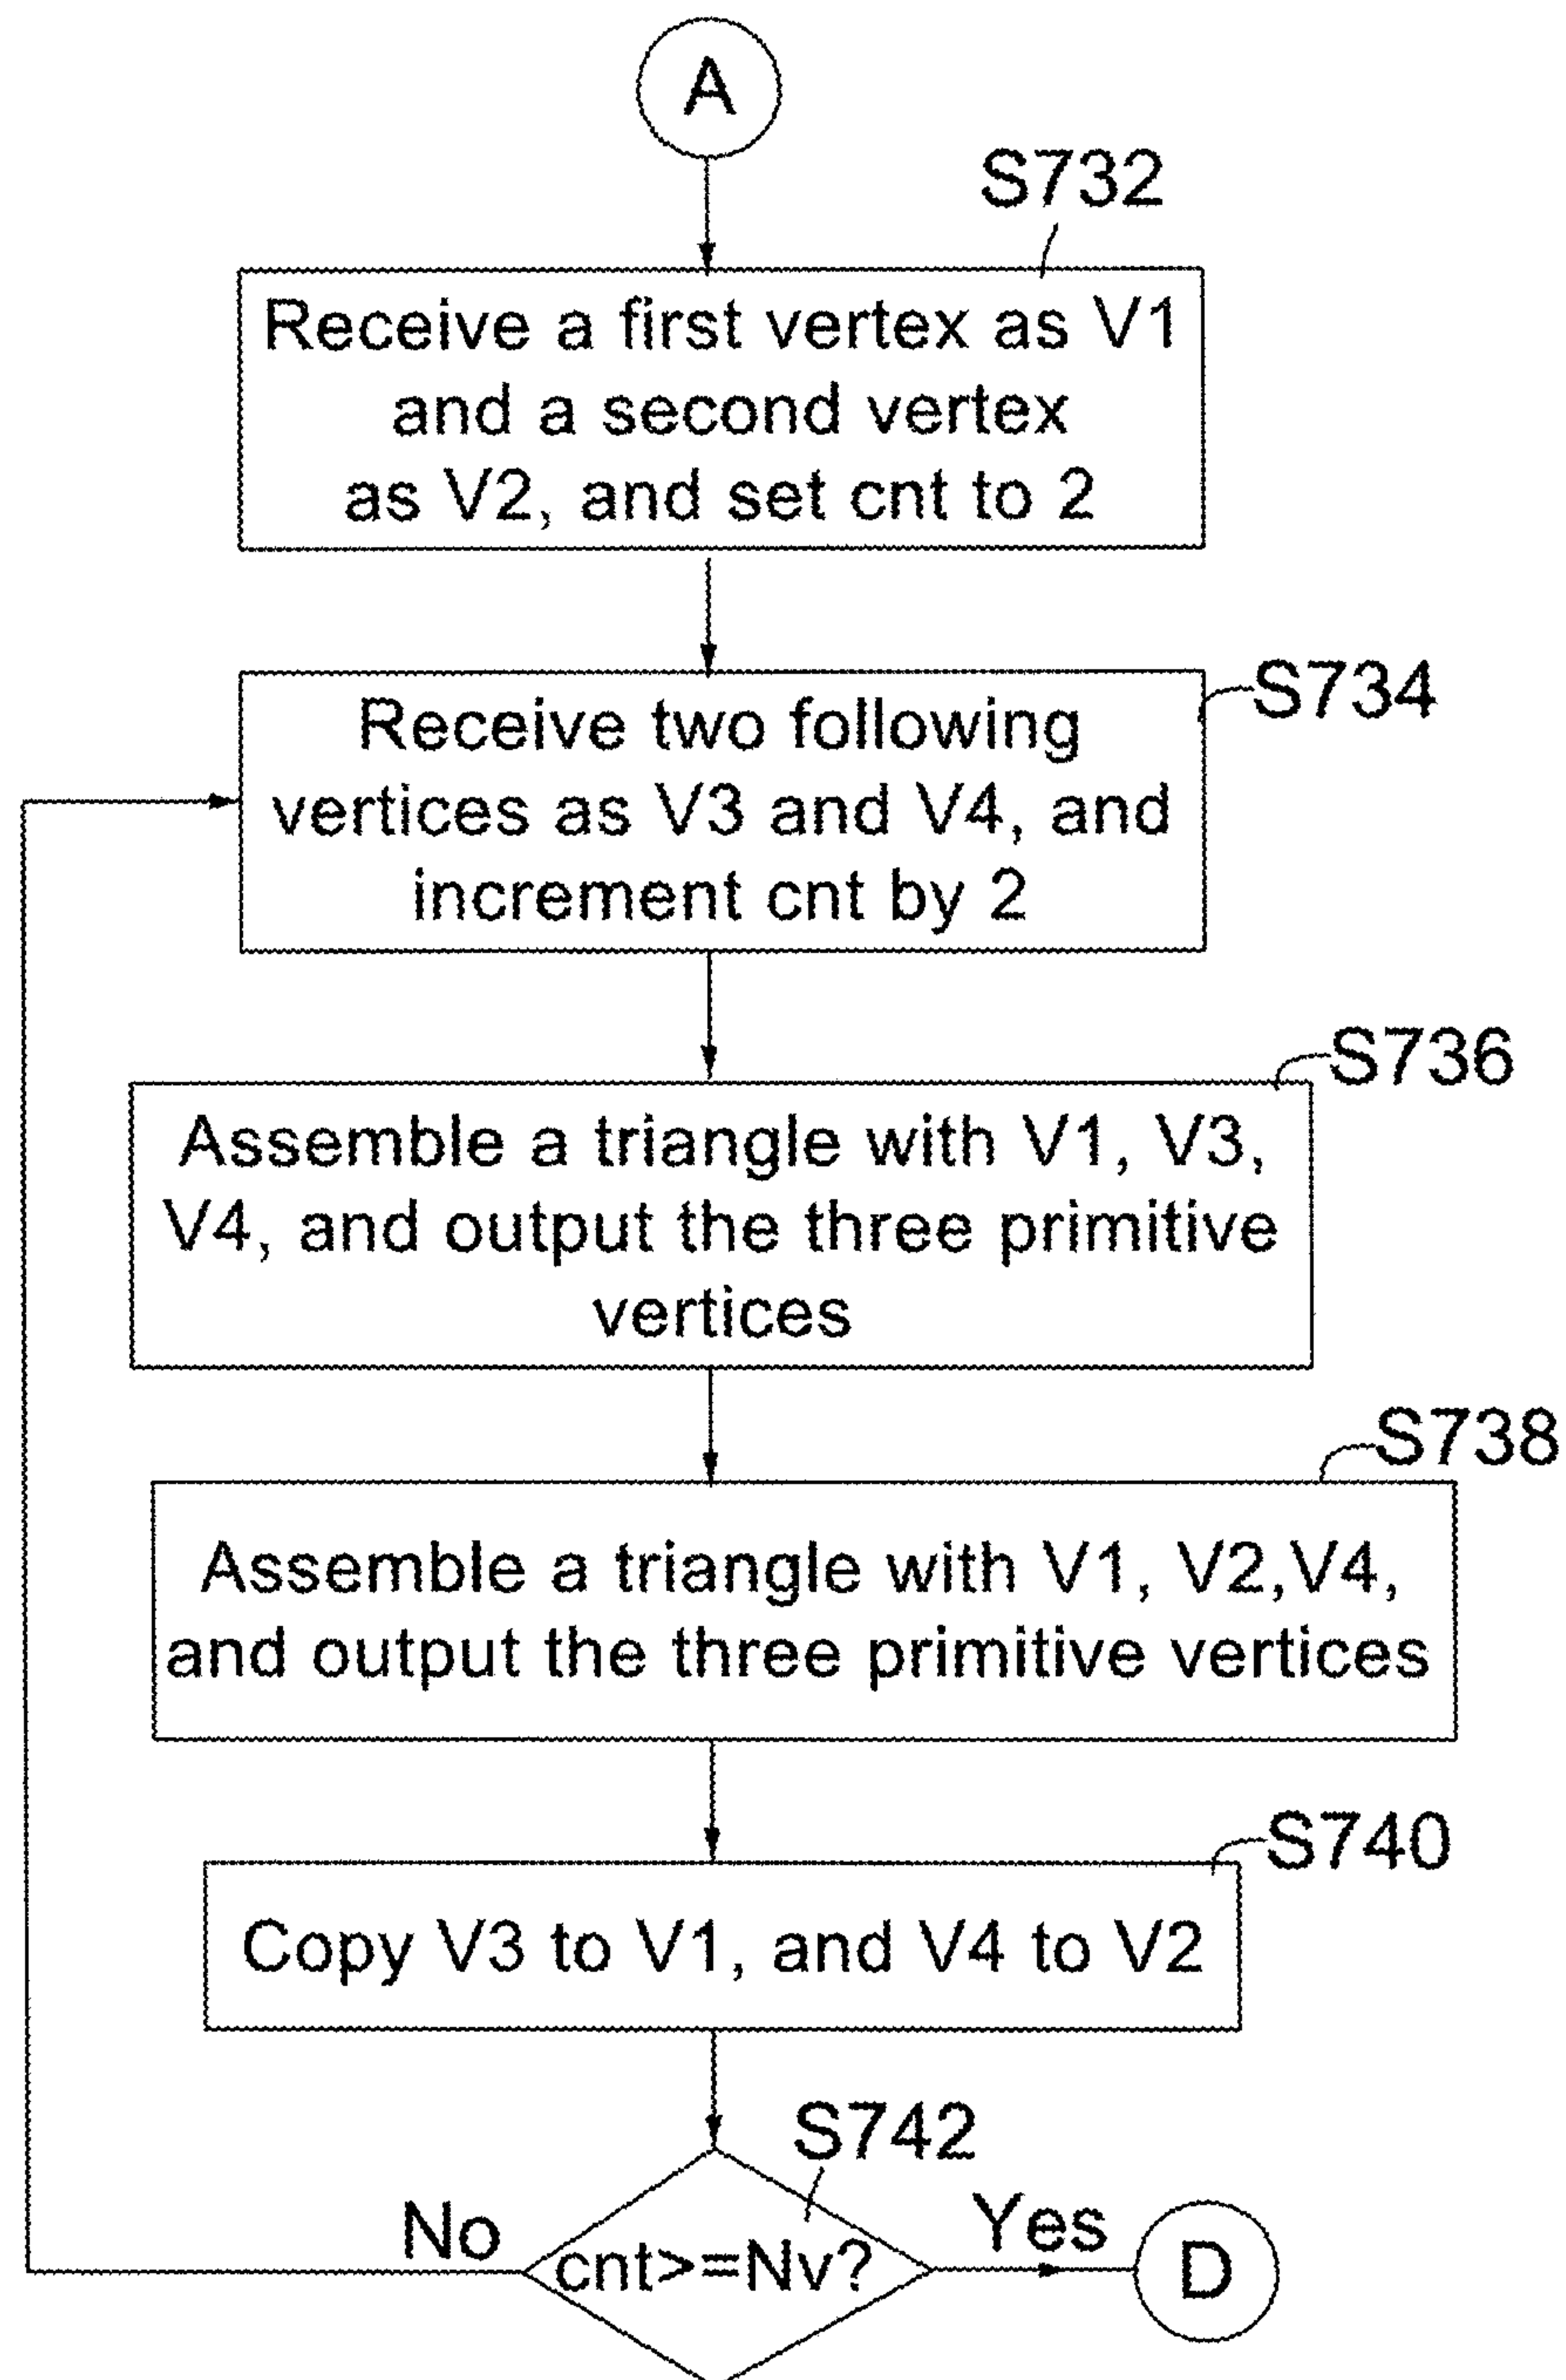 A
S732
Receive a first vertex as V1
and a second vertex
as V2, and set cnt to 2
S734
Receive two following
vertices as V3 and V4, and
increment cnt by 2
S736
Assemble a triangle with V1, V3,
V4, and output the three primitive
vertices
S738
Assemble a triangle with V1, V2,V4,
and output the three primitive vertices
S740
Copy V3 to V1, and V4 to V2
S742
No
cnt>=Nv?
Yes
D